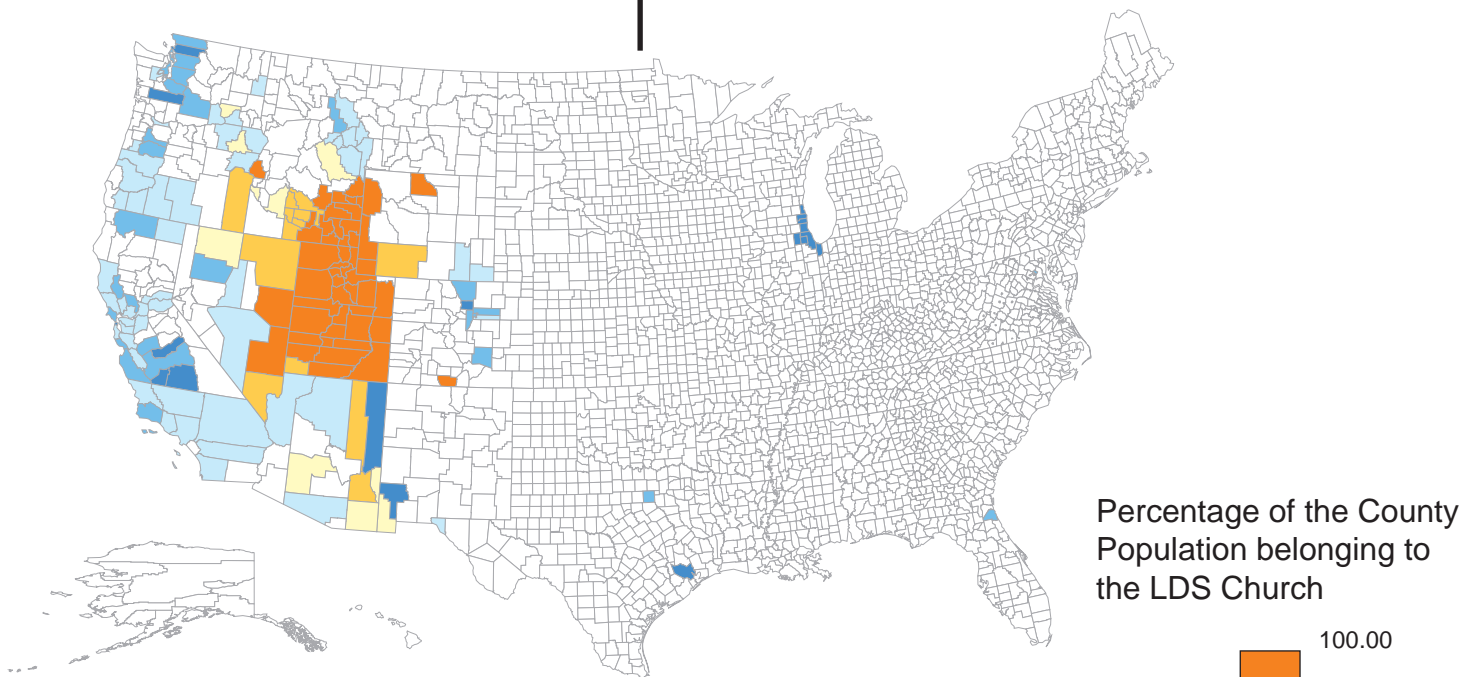 Percentage of the County
Population belonging to
the LDS Church
100.00